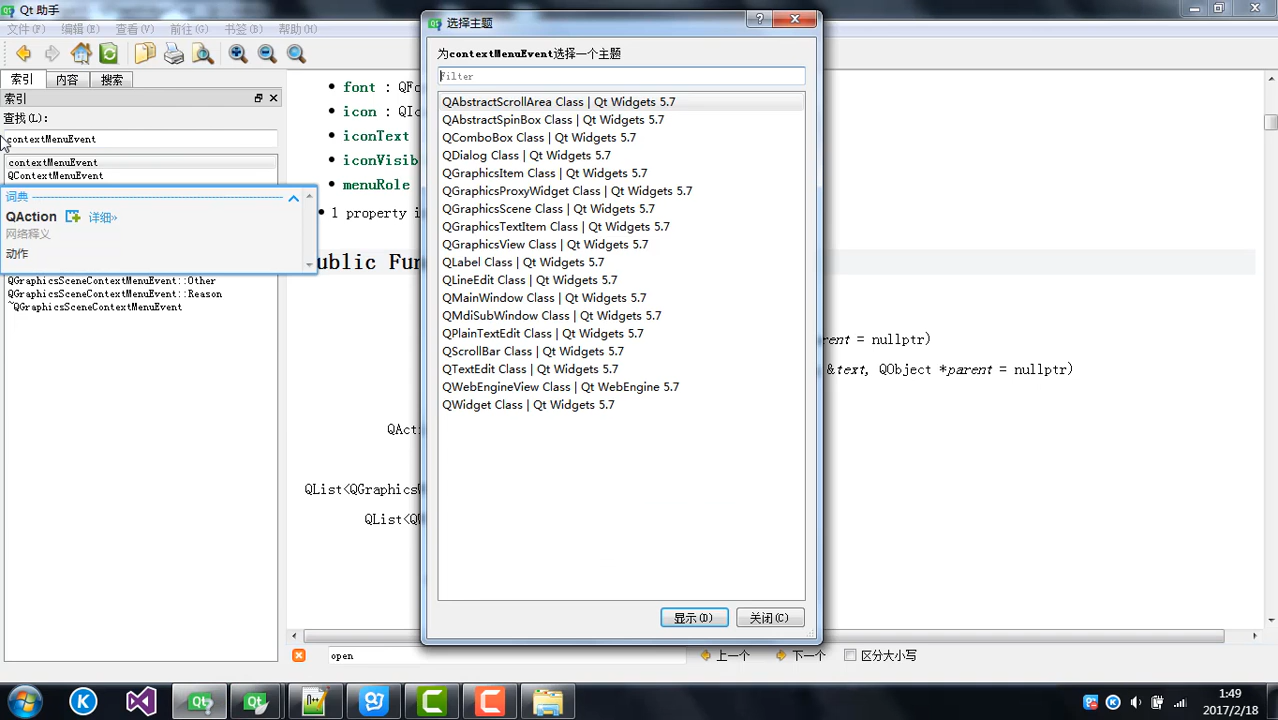 Qt 助手
文件(F) 编辑(E) 查看(V) 前往(G) 书签(B) 帮助(H)
索引 内容 搜索
索引
查找(L):
contextMenuEvent
contextMenuEvent
QContextMenuEvent
词典
QAction 详细»
网络释义
动作
QGraphicsSceneContextMenuEvent::Other
QGraphicsSceneContextMenuEvent::Reason
~QGraphicsSceneContextMenuEvent
font : QFo
icon : QIc
iconText
iconVisib
menuRole
1 property i
ublic Fun
rent = nullptr)
&text, QObject *parent = nullptr)
QActi
QList<QGraphicsW
QList<QW
选择主题
为contextMenuEvent选择一个主题
Filter
QAbstractScrollArea Class | Qt Widgets 5.7
QAbstractSpinBox Class | Qt Widgets 5.7
QComboBox Class | Qt Widgets 5.7
QDialog Class | Qt Widgets 5.7
QGraphicsItem Class | Qt Widgets 5.7
QGraphicsProxyWidget Class | Qt Widgets 5.7
QGraphicsScene Class | Qt Widgets 5.7
QGraphicsTextItem Class | Qt Widgets 5.7
QGraphicsView Class | Qt Widgets 5.7
QLabel Class | Qt Widgets 5.7
QLineEdit Class | Qt Widgets 5.7
QMainWindow Class | Qt Widgets 5.7
QMdiSubWindow Class | Qt Widgets 5.7
QPlainTextEdit Class | Qt Widgets 5.7
QScrollBar Class | Qt Widgets 5.7
QTextEdit Class | Qt Widgets 5.7
QWebEngineView Class | Qt WebEngine 5.7
QWidget Class | Qt Widgets 5.7
显示(D) 关闭(C)
open 上一个 下一个 区分大小写
1:49
2017/2/18